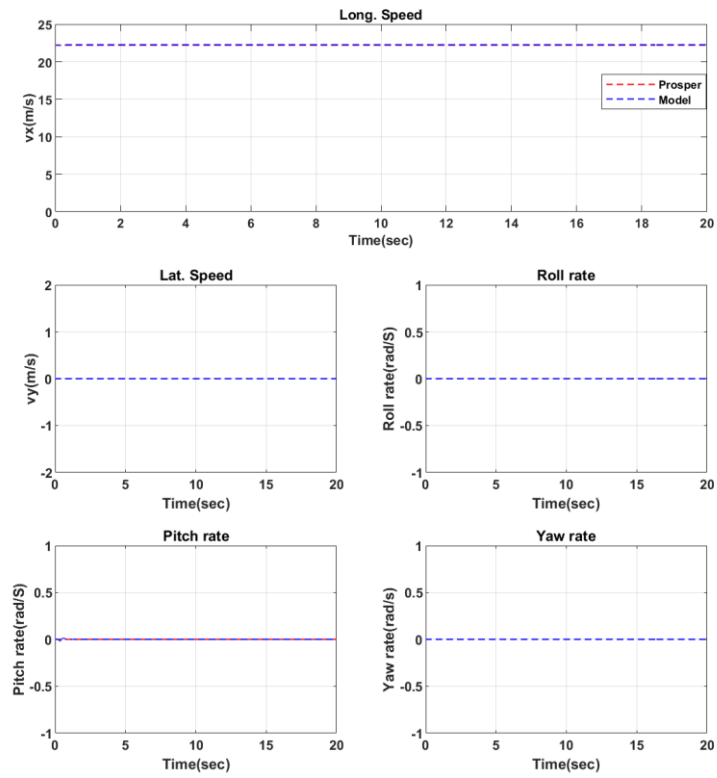 Long. Speed
25
20
15
10
5
0
vx(m/s)
Prosper
Model
0 2 4 6 8 10 12 14 16 18 20
Time(sec)
Lat. Speed
2
1
0
-1
-2
vy(m/s)
0 5 10 15 20
Time(sec)
Roll rate
1
0.5
0
-0.5
-1
Roll rate(rad/S)
0 5 10 15 20
Time(sec)
Pitch rate
1
0.5
0
-0.5
-1
Pitch rate(rad/S)
0 5 10 15 20
Time(sec)
Yaw rate
1
0.5
0
-0.5
-1
Yaw rate(rad/s)
0 5 10 15 20
Time(sec)